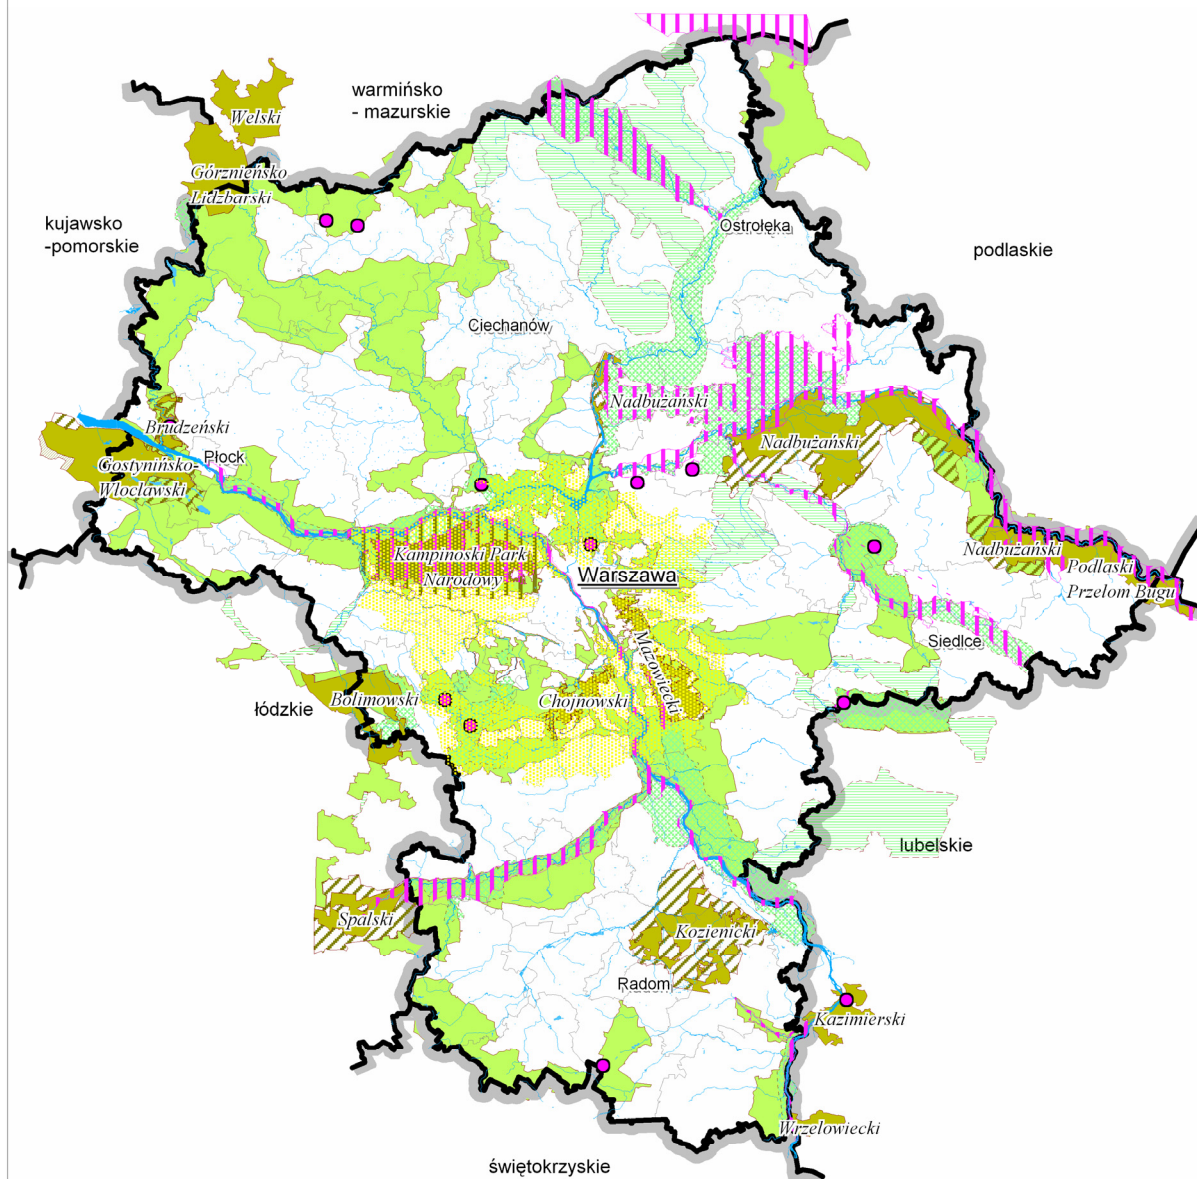 warmińsko
- mazurskie
Welski
Górznieńsko
Lidzbarski
kujawsko
-pomorskie
Ostrołęka
podlaskie
Ciechanów
Nadbużański
Brudzeński
Nadbużański
Płock
Gostynińsko-
Włocławski
Kampinoski Park
Narodowy
Nadbużański
Warszawa
Podlaski
Przełom Bugu
Siedlce
Mazowiecki
Bolimowski
Chojnowski
łódzkie
lubelskie
Spalski
Kozienicki
Radom
Kazimierski
Wrzelowiecki
świętokrzyskie